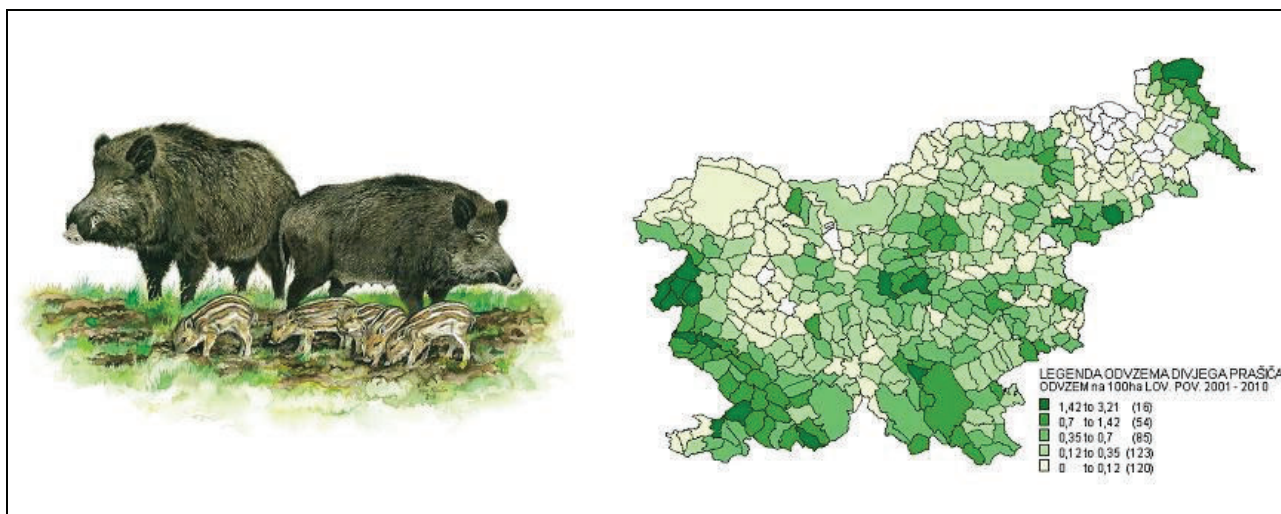 LEGENDA ODVZEMA DIVJEGA PRAŠIČA
ODVZEM na 100ha LOV. POV. 2001 - 2010
1,42 to 3,21 (16)
0,7 to 1,42 (54)
0,35 to 0,7 (85)
0,12 to 0,35 (123)
0 to 0,12 (120)